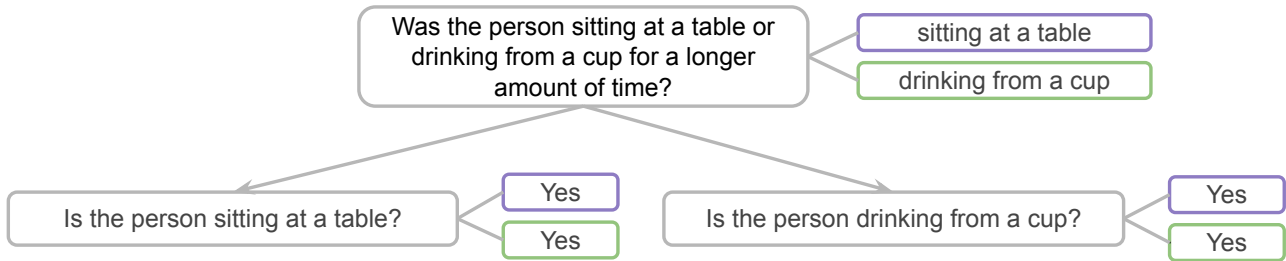 Was the person sitting at a table or
drinking from a cup for a longer
amount of time?
sitting at a table
drinking from a cup
Is the person sitting at a table?
Yes
Yes
Is the person drinking from a cup?
Yes
Yes